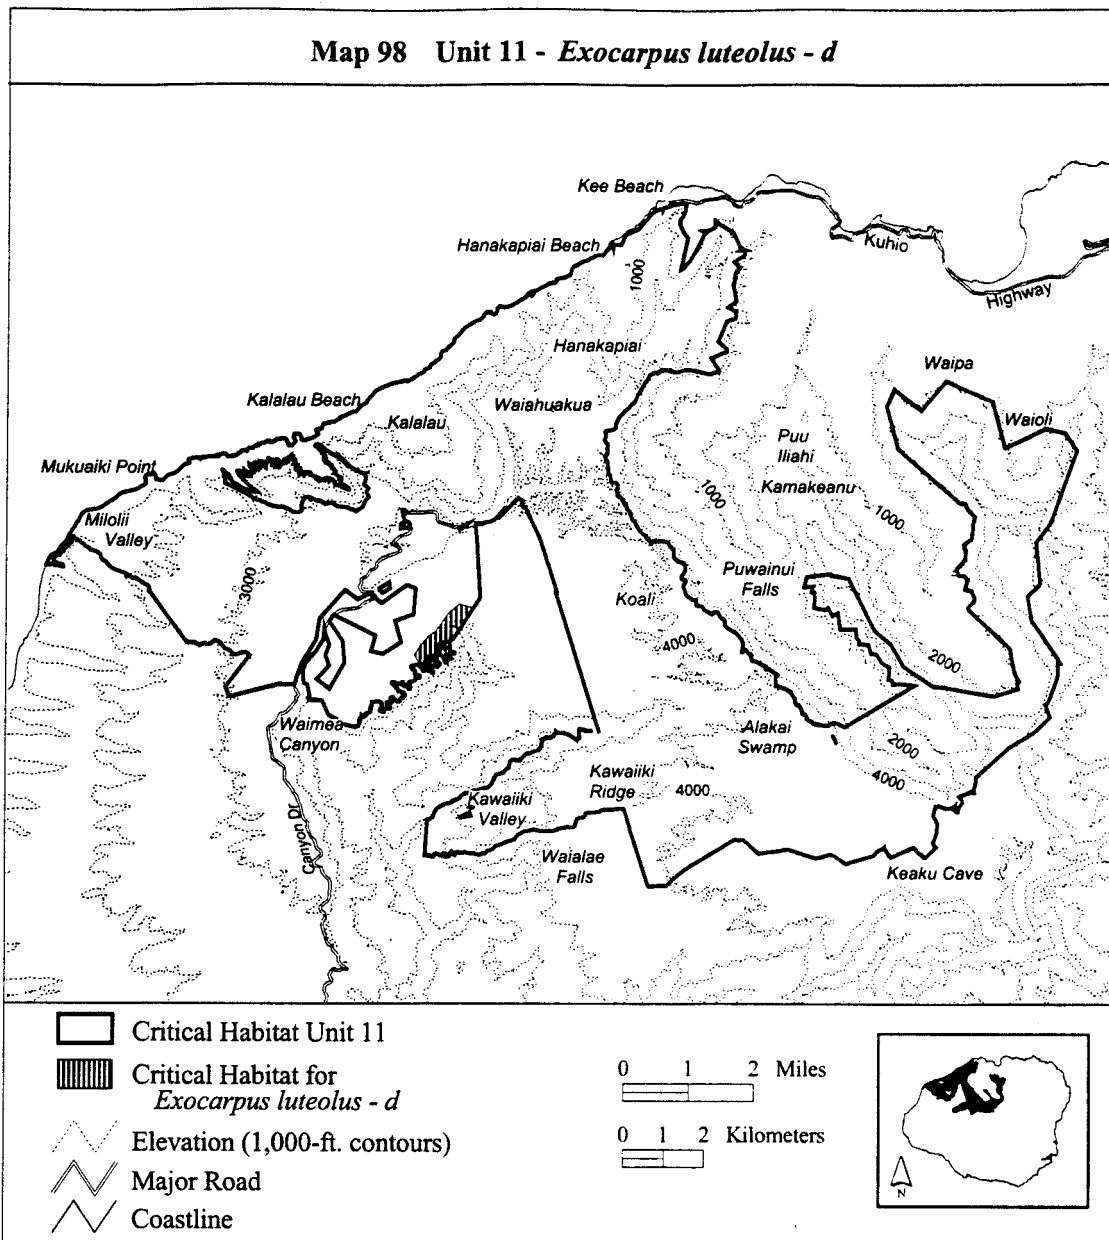 Map 98 Unit 11 - Exocarpus luteolus - d
Kee Beach
Kuhio
Hanakapiai Beach
1000
Highway
Hanakapiai
Waipa
Kalalau Beach
Waiahuakua
Kalalau
Waioli
Puu
Iliahi
Mukuaiki Point
Kamakeanu
1000
1000
Milolii
Valley
3000
Puwainui
Falls
Koali
4000
2000
Waimea
Canyon
Alakai
Swamp
2000
Kawaiiki
Ridge
4000
4000
Kawaiiki
Valley
Canyon Dr
Waialae
Falls
Keaku Cave
Critical Habitat Unit 11
Critical Habitat for
Exocarpus luteolus - d
Elevation (1,000-ft. contours)
Major Road
Coastline
0 1 2 Miles
0 1 2 Kilometers
N